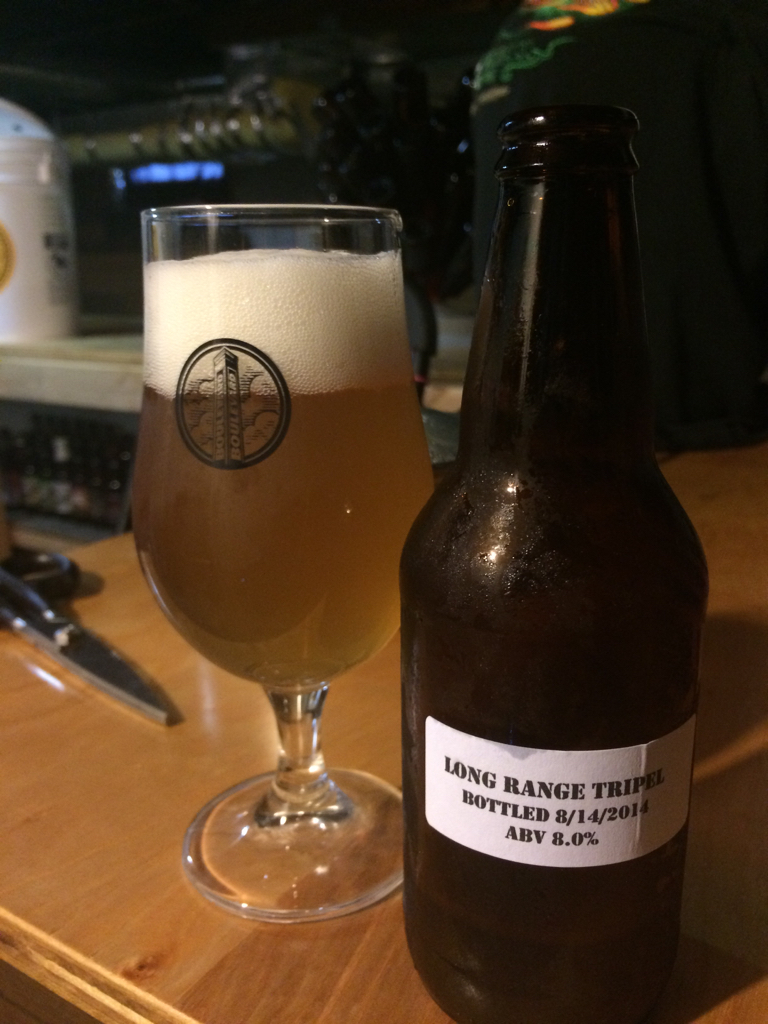 LONG RANGE TRIPEL
BOTTLED 8/14/2014
ABV 8.0%